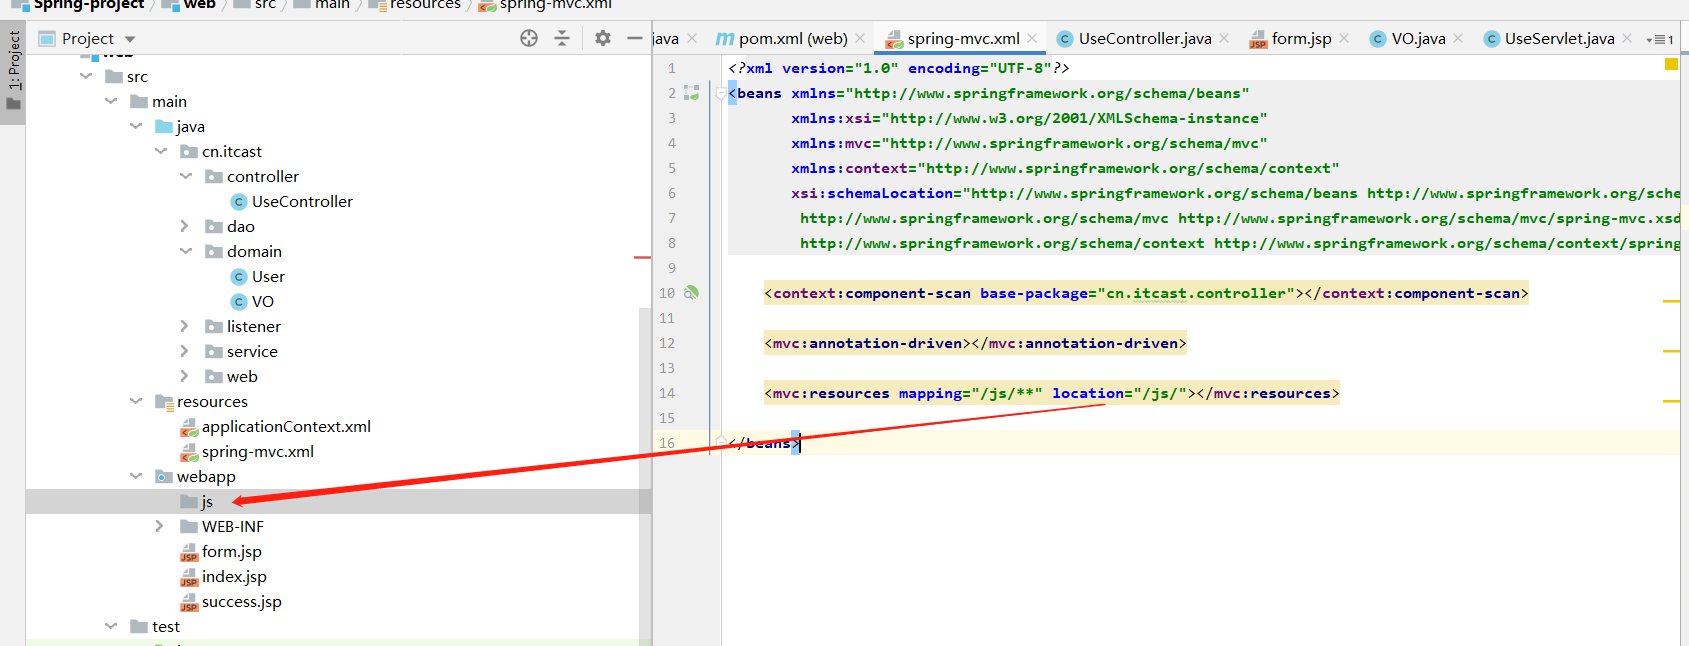 Spring-project web src main resources spring-mvc.xml
1: Project
Project
java pom.xml (web) spring-mvc.xml UseController.java form.jsp VO.java UseServlet.java 1
web
src
main
java
cn.itcast
controller
UseController
dao
domain
User
VO
listener
service
web
resources
applicationContext.xml
spring-mvc.xml
webapp
js
WEB-INF
form.jsp
index.jsp
success.jsp
test
1 <?xml version="1.0" encoding="UTF-8"?>
2 <beans xmlns="http://www.springframework.org/schema/beans"
3 xmlns:xsi="http://www.w3.org/2001/XMLSchema-instance"
4 xmlns:mvc="http://www.springframework.org/schema/mvc"
5 xmlns:context="http://www.springframework.org/schema/context"
6 xsi:schemaLocation="http://www.springframework.org/schema/beans http://www.springframework.org/sche
7 http://www.springframework.org/schema/mvc http://www.springframework.org/schema/mvc/spring-mvc.xsd
8 http://www.springframework.org/schema/context http://www.springframework.org/schema/context/spring
9
10 <context:component-scan base-package="cn.itcast.controller"></context:component-scan>
11
12 <mvc:annotation-driven></mvc:annotation-driven>
13
14 <mvc:resources mapping="/js/**" location="/js/"></mvc:resources>
15
16 </beans>